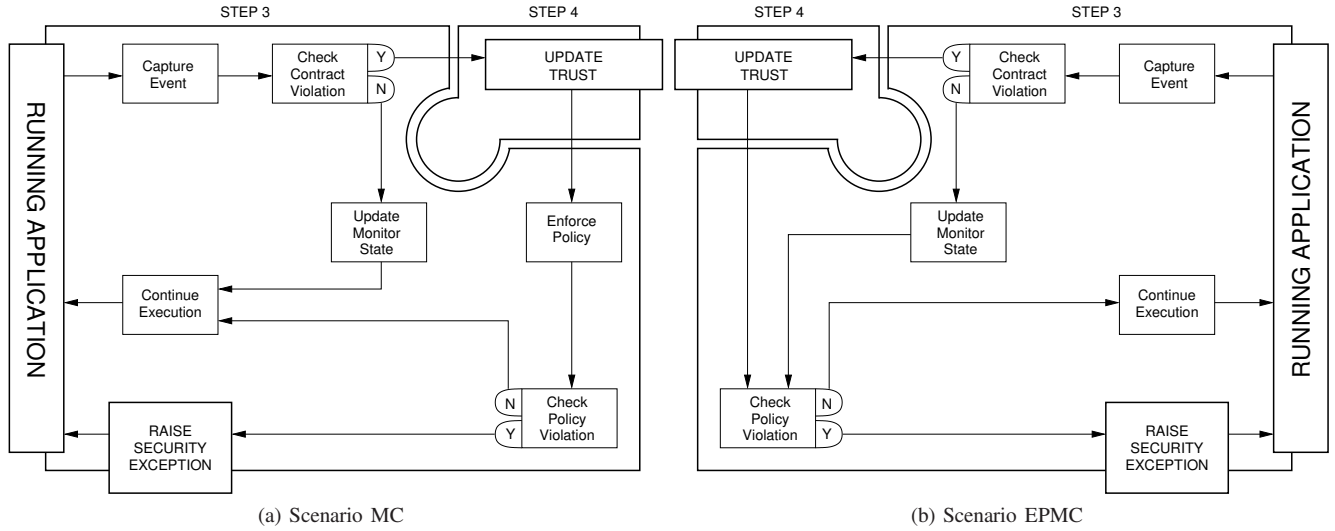 STEP 3
STEP 4
RUNNING APPLICATION
Capture
Event
Check
Contract
Violation
Y
N
UPDATE
TRUST
Update
Monitor
State
Enforce
Policy
Continue
Execution
N
Y
Check
Policy
Violation
RAISE
SECURITY
EXCEPTION
(a) Scenario MC
STEP 4
STEP 3
UPDATE
TRUST
Y
N
Check
Contract
Violation
Capture
Event
RUNNING APPLICATION
Update
Monitor
State
Continue
Execution
Check
Policy
Violation
N
Y
RAISE
SECURITY
EXCEPTION
(b) Scenario EPMC